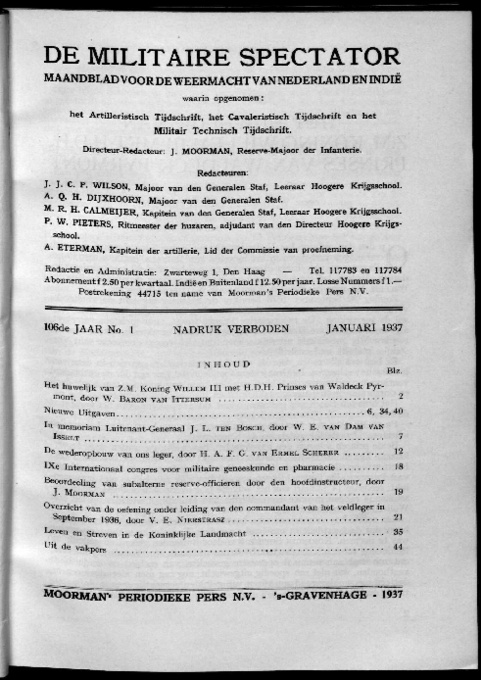 DE MILITAIRE SPECTATOR
MAANDBLAD VOOR DE WEERMACHT VAN NEDERLAND EN INDIË
waarin opgenomen:
het Artilleristisch Tijdschrift, het Cavaleristisch Tijdschrift en het
Militair Technisch Tijdschrift.
Directeur-Redacteur: J. MOORMAN, Reserve-Majoor der Infanterie.
Redacteuren:
J. J. C. P. WILSON, Majoor van den Generalen Staf, Leeraar Hoogere Krijgsschool.
A. Q. H. DIJXHOORN, Majoor van den Generalen Staf.
M. R. H. CALMEIJER, Kapitein van den Generalen Staf, Leeraar Hoogere Krijgsschool.
P. W. PIETERS, Ritmeester der huzaren, adjudant van den Directeur Hoogere Krijgs-
school.
A. ETERMAN, Kapitein der artillerie, Lid der Commissie van proefneming.
Redactie en Administratie: Zwarteweg 1, Den Haag — Tel. 117783 en 117784
Abonnement f 2.50 per kwartaal. Indië en Buitenland f 12.50 per jaar. Losse Nummers f 1.—
Postrekening 44715 ten name van Moorman's Periodieke Pers N.V.
106de JAAR No. 1 NADRUK VERBODEN JANUARI 1937
INHOUD
Blz.
Het huwelijk van Z.M. Koning WILLEM III met H.D.H. Prinses van Waldeck Pyr-
mont, door W. BARON VAN ITTERSUM .......... 2
Nieuwe Uitgaven .......... 6, 34, 40
In memoriam Luitenant-Generaal J. L. TEN BOSCH, door W. E. VAN DAM VAN
ISSELT .......... 7
De wederopbouw van ons leger, door H. A. F. G. VAN ERMEL SCHERER .......... 12
IXe Internationaal congres voor militaire geneeskunde en pharmacie .......... 18
Beoordeeling van subalterne reserve-officieren door den hoofdinstructeur, door
J. MOORMAN .......... 19
Overzicht van de oefening onder leiding van den commandant van het veldleger in
September 1936, door V. E. NIERSTRASZ .......... 21
Leven en Streven in de Koninklijke Landmacht .......... 35
Uit de vakpers .......... 44
MOORMAN'S PERIODIEKE PERS N.V. - 's-GRAVENHAGE - 1937